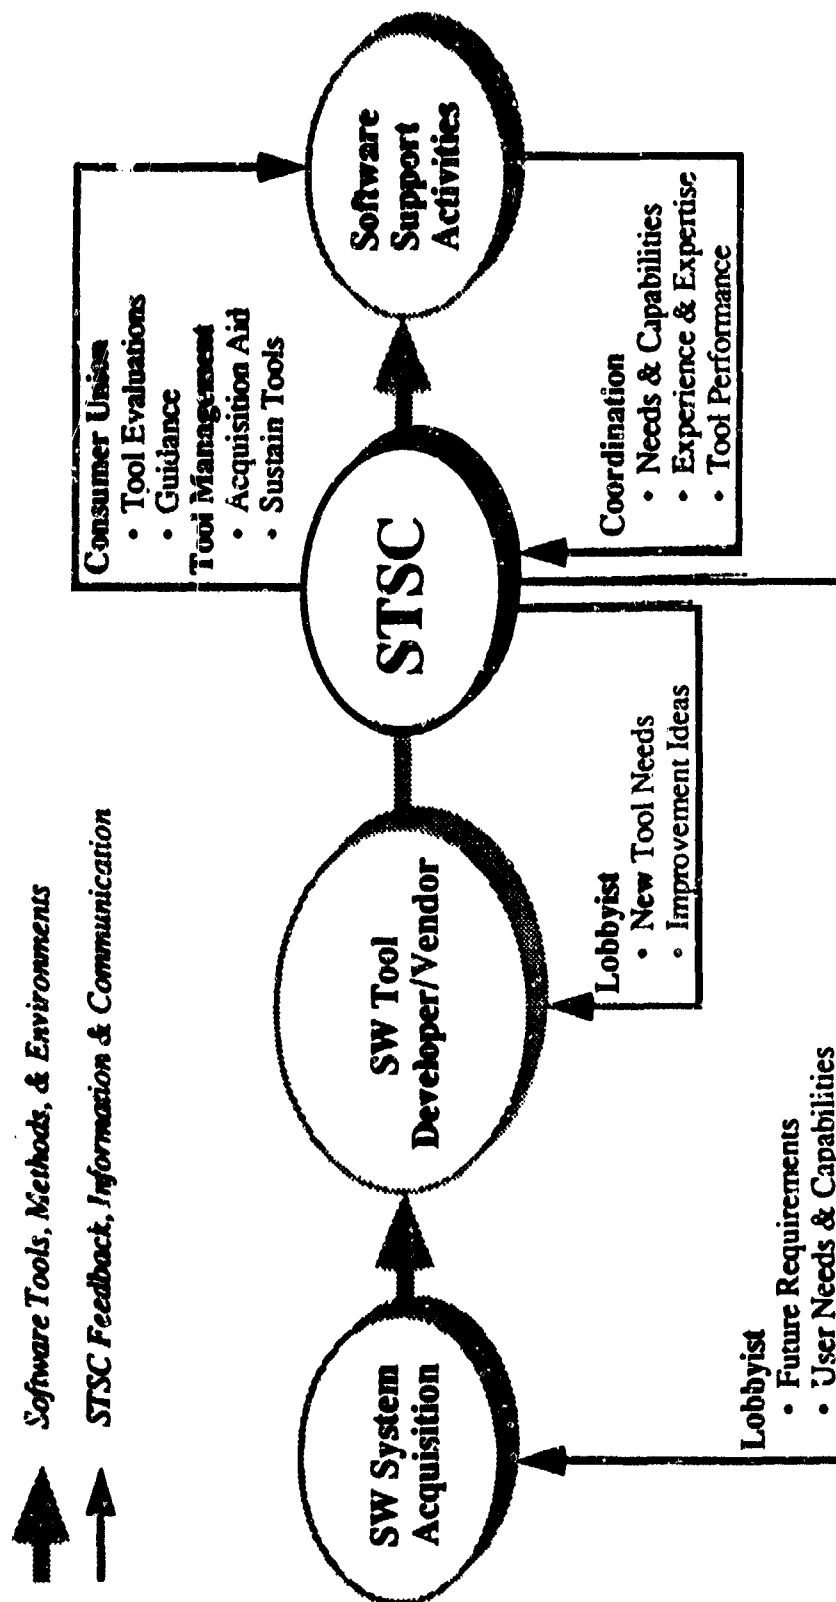 Software Tools, Methods, & Environments
STSC Feedback, Information & Communication
Consumer Union
• Tool Evaluations
• Guidance
Tool Management
• Acquisition Aid
• Sustain Tools
SW System
Acquisition
SW Tool
Developer/Vendor
STSC
Software
Support
Activities
Lobbyist
• New Tool Needs
• Improvement Ideas
Coordination
• Needs & Capabilities
• Experience & Expertise
• Tool Performance
Lobbyist
• Future Requirements
• User Needs & Capabilities